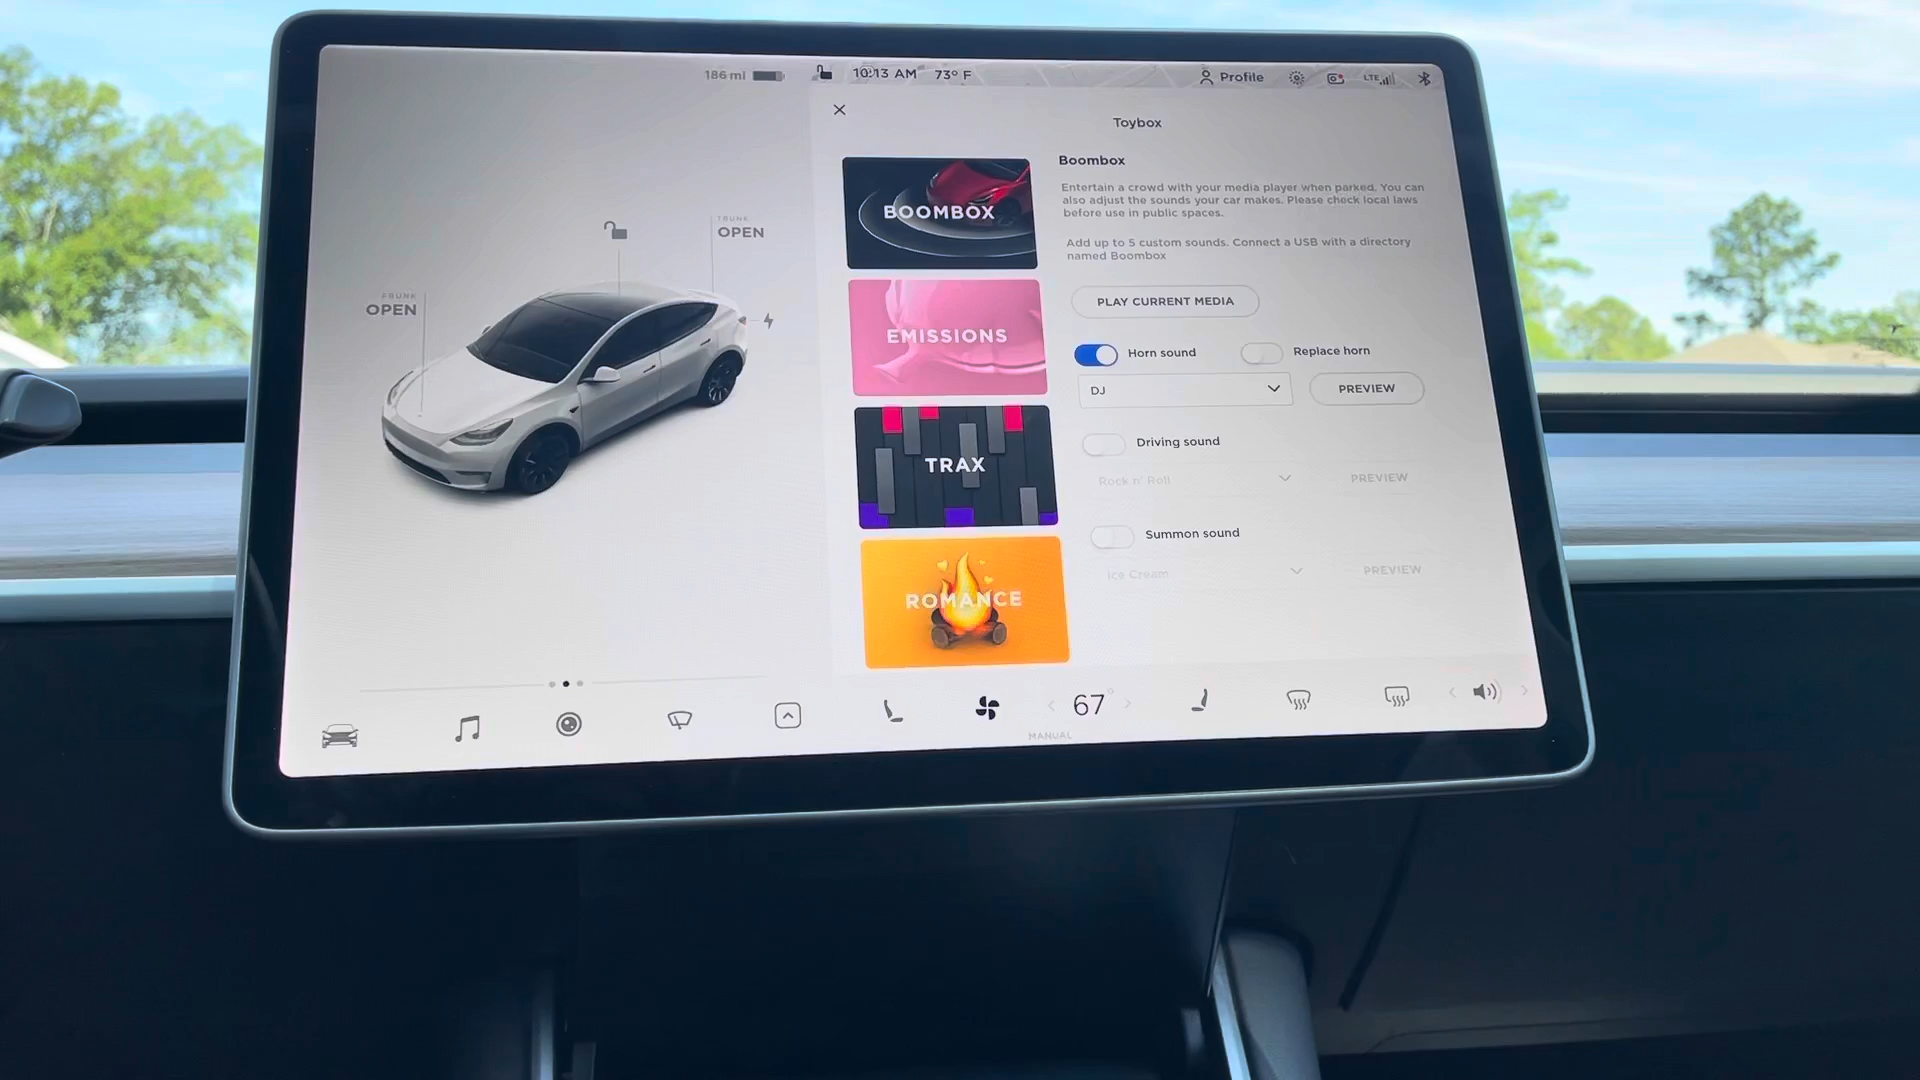 186 mi
10:13 AM
73° F
Profile
LTE
Toybox
TRUNK
OPEN
FRUNK
OPEN
BOOMBOX
EMISSIONS
TRAX
ROMANCE
Boombox
Entertain a crowd with your media player when parked. You can
also adjust the sounds your car makes. Please check local laws
before use in public spaces.
Add up to 5 custom sounds. Connect a USB with a directory
named Boombox
PLAY CURRENT MEDIA
Horn sound
Replace horn
DJ
PREVIEW
Driving sound
Rock n' Roll
PREVIEW
Summon sound
Ice Cream
PREVIEW
67°
MANUAL